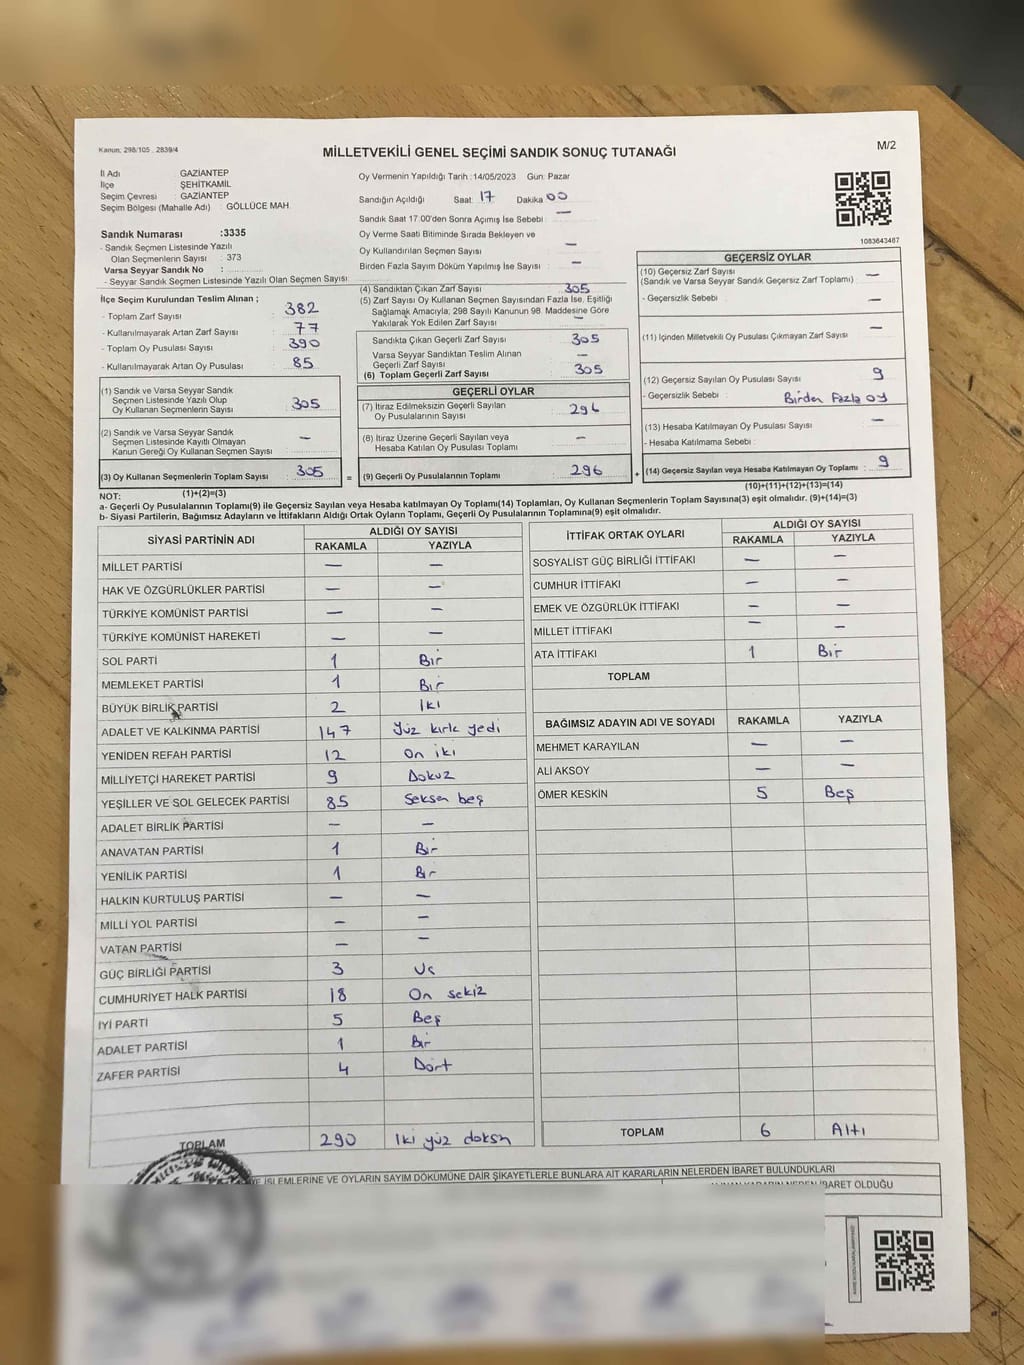 Kanun; 298/105 , 2839/4
MİLLETVEKİLİ GENEL SEÇİMİ SANDIK SONUÇ TUTANAĞI
M/2
İl Adı GAZİANTEP
İlçe ŞEHİTKAMİL
Seçim Çevresi : GAZİANTEP
Seçim Bölgesi (Mahalle Adı) : GÖLLÜCE MAH.
Sandık Numarası :3335
- Sandık Seçmen Listesinde Yazılı
Olan Seçmenlerin Sayısı : 373
Varsa Seyyar Sandık No :
- Seyyar Sandık Seçmen Listesinde Yazılı Olan Seçmen Sayısı
İlçe Seçim Kurulundan Teslim Alınan ;
- Toplam Zarf Sayısı : 382
- Kullanılmayarak Artan Zarf Sayısı : 77
- Toplam Oy Pusulası Sayısı : 390
- Kullanılmayarak Artan Oy Pusulası : 85
(1) Sandık ve Varsa Seyyar Sandık
Seçmen Listesinde Yazılı Olup
Oy Kullanan Seçmenlerin Sayısı : 305
(2) Sandık ve Varsa Seyyar Sandık
Seçmen Listesinde Kayıtlı Olmayan
Kanun Gereği Oy Kullanan Seçmen Sayısı : —
(3) Oy Kullanan Seçmenlerin Toplam Sayısı : 305
(1)+(2)=(3)
Oy Vermenin Yapıldığı Tarih :14/05/2023 Gün: Pazar
Sandığın Açıldığı Saat: 17 Dakika 00
Sandık Saat 17:00'den Sonra Açımış İse Sebebi : —
Oy Verme Saati Bitiminde Sırada Bekleyen ve
Oy Kullandırılan Seçmen Sayısı : —
Birden Fazla Sayım Döküm Yapılmış İse Sayısı : —
(4) Sandıktan Çıkan Zarf Sayısı : 305
(5) Zarf Sayısı Oy Kullanan Seçmen Sayısından Fazla İse, Eşitliği
Sağlamak Amacıyla; 298 Sayılı Kanunun 98. Maddesine Göre
Yakılarak Yok Edilen Zarf Sayısı : —
Sandıkta Çıkan Geçerli Zarf Sayısı : 305
Varsa Seyyar Sandıktan Teslim Alınan
Geçerli Zarf Sayısı : —
(6) Toplam Geçerli Zarf Sayısı : 305
GEÇERLİ OYLAR
(7) İtiraz Edilmeksizin Geçerli Sayılan
Oy Pusulalarının Sayısı : 296
(8) İtiraz Üzerine Geçerli Sayılan veya
Hesaba Katılan Oy Pusulası Toplamı : —
= (9) Geçerli Oy Pusulalarının Toplamı : 296
1083643467
GEÇERSİZ OYLAR
(10) Geçersiz Zarf Sayısı : —
(Sandık ve Varsa Seyyar Sandık Geçersiz Zarf Toplamı)
- Geçersizlik Sebebi : —
(11) İçinden Milletvekili Oy Pusulası Çıkmayan Zarf Sayısı : —
(12) Geçersiz Sayılan Oy Pusulası Sayısı : 9
- Geçersizlik Sebebi : Birden Fazla oy
(13) Hesaba Katılmayan Oy Pusulası Sayısı : —
- Hesaba Katılmama Sebebi :
+ (14) Geçersiz Sayılan veya Hesaba Katılmayan Oy Toplamı : 9
(10)+(11)+(12)+(13)=(14)
NOT:
a- Geçerli Oy Pusulalarının Toplamı(9) ile Geçersiz Sayılan veya Hesaba katılmayan Oy Toplamı(14) Toplamları, Oy Kullanan Seçmenlerin Toplam Sayısına(3) eşit olmalıdır. (9)+(14)=(3)
b- Siyasi Partilerin, Bağımsız Adayların ve İttifakların Aldığı Ortak Oyların Toplamı, Geçerli Oy Pusulalarının Toplamına(9) eşit olmalıdır.
SİYASİ PARTİNİN ADI ALDIĞI OY SAYISI
RAKAMLA YAZIYLA
MİLLET PARTİSİ — —
HAK VE ÖZGÜRLÜKLER PARTİSİ — —
TÜRKİYE KOMÜNİST PARTİSİ — —
TÜRKİYE KOMÜNİST HAREKETİ — —
SOL PARTİ 1 Bir
MEMLEKET PARTİSİ 1 Bir
BÜYÜK BİRLİK PARTİSİ 2 İki
ADALET VE KALKINMA PARTİSİ 147 Yüz kırk yedi
YENİDEN REFAH PARTİSİ 12 On iki
MİLLİYETÇİ HAREKET PARTİSİ 9 Dokuz
YEŞİLLER VE SOL GELECEK PARTİSİ 85 Seksen beş
ADALET BİRLİK PARTİSİ — —
ANAVATAN PARTİSİ 1 Bir
YENİLİK PARTİSİ 1 Bir
HALKIN KURTULUŞ PARTİSİ — —
MİLLİ YOL PARTİSİ — —
VATAN PARTİSİ — —
GÜÇ BİRLİĞİ PARTİSİ 3 Üç
CUMHURİYET HALK PARTİSİ 18 On sekiz
İYİ PARTİ 5 Beş
ADALET PARTİSİ 1 Bir
ZAFER PARTİSİ 4 Dört
TOPLAM 290 İki yüz doksn
İTTİFAK ORTAK OYLARI ALDIĞI OY SAYISI
RAKAMLA YAZIYLA
SOSYALİST GÜÇ BİRLİĞİ İTTİFAKI — —
CUMHUR İTTİFAKI — —
EMEK VE ÖZGÜRLÜK İTTİFAKI — —
MİLLET İTTİFAKI — —
ATA İTTİFAKI 1 Bir
TOPLAM
BAĞIMSIZ ADAYIN ADI VE SOYADI RAKAMLA YAZIYLA
MEHMET KARAYILAN — —
ALİ AKSOY — —
ÖMER KESKİN 5 Beş
TOPLAM 6 Altı
İŞLEMLERİNE VE OYLARIN SAYIM DÖKÜMÜNE DAİR ŞİKAYETLERLE BUNLARA AİT KARARLARIN NELERDEN İBARET BULUNDUKLARI
İBARET OLDUĞU